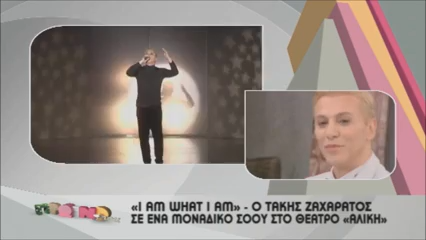 «I AM WHAT I AM» - Ο ΤΑΚΗΣ ΖΑΧΑΡΑΤΟΣ
ΣΕ ΕΝΑ ΜΟΝΑΔΙΚΟ ΣΟΟΥ ΣΤΟ ΘΕΑΤΡΟ «ΑΛΙΚΗ»